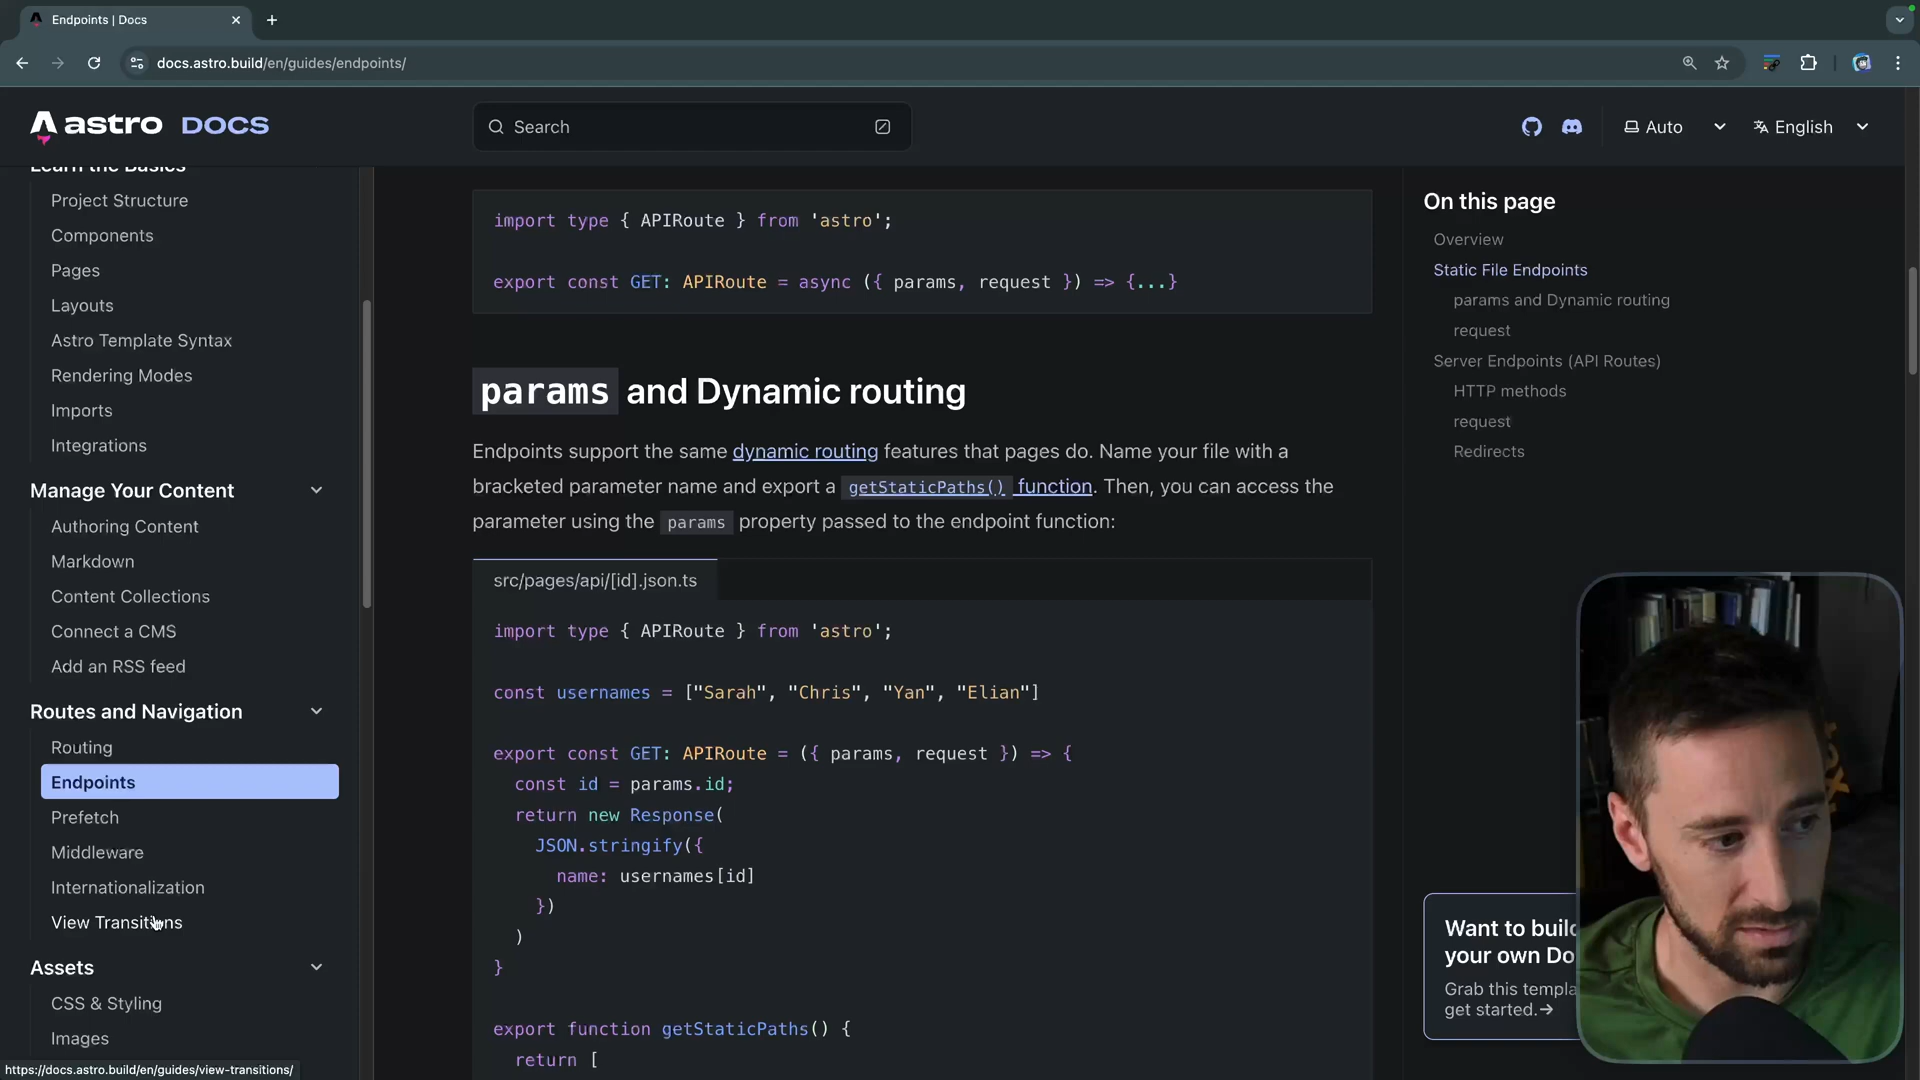 Endpoints | Docs
docs.astro.build/en/guides/endpoints/
astro DOCS
Search
Auto
English
Learn the Basics
Project Structure
Components
Pages
Layouts
Astro Template Syntax
Rendering Modes
Imports
Integrations
Manage Your Content
Authoring Content
Markdown
Content Collections
Connect a CMS
Add an RSS feed
Routes and Navigation
Routing
Endpoints
Prefetch
Middleware
Internationalization
View Transitions
Assets
CSS & Styling
Images
https://docs.astro.build/en/guides/view-transitions/
import type { APIRoute } from 'astro';
export const GET: APIRoute = async ({ params, request }) => {...}
params and Dynamic routing
Endpoints support the same dynamic routing features that pages do. Name your file with a
bracketed parameter name and export a getStaticPaths() function. Then, you can access the
parameter using the params property passed to the endpoint function:
src/pages/api/[id].json.ts
import type { APIRoute } from 'astro';
const usernames = ["Sarah", "Chris", "Yan", "Elian"]
export const GET: APIRoute = ({ params, request }) => {
const id = params.id;
return new Response(
JSON.stringify({
name: usernames[id]
})
)
}
export function getStaticPaths() {
return [
On this page
Overview
Static File Endpoints
params and Dynamic routing
request
Server Endpoints (API Routes)
HTTP methods
request
Redirects
Want to build
your own Do
Grab this templa
get started.→